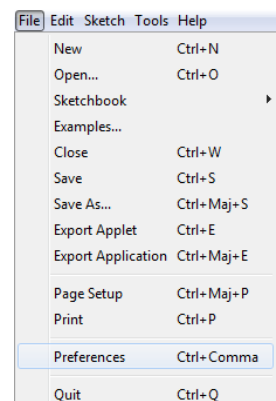 File Edit Sketch Tools Help
New Ctrl+N
Open... Ctrl+O
Sketchbook
Examples...
Close Ctrl+W
Save Ctrl+S
Save As... Ctrl+Maj+S
Export Applet Ctrl+E
Export Application Ctrl+Maj+E
Page Setup Ctrl+Maj+P
Print Ctrl+P
Preferences Ctrl+Comma
Quit Ctrl+Q